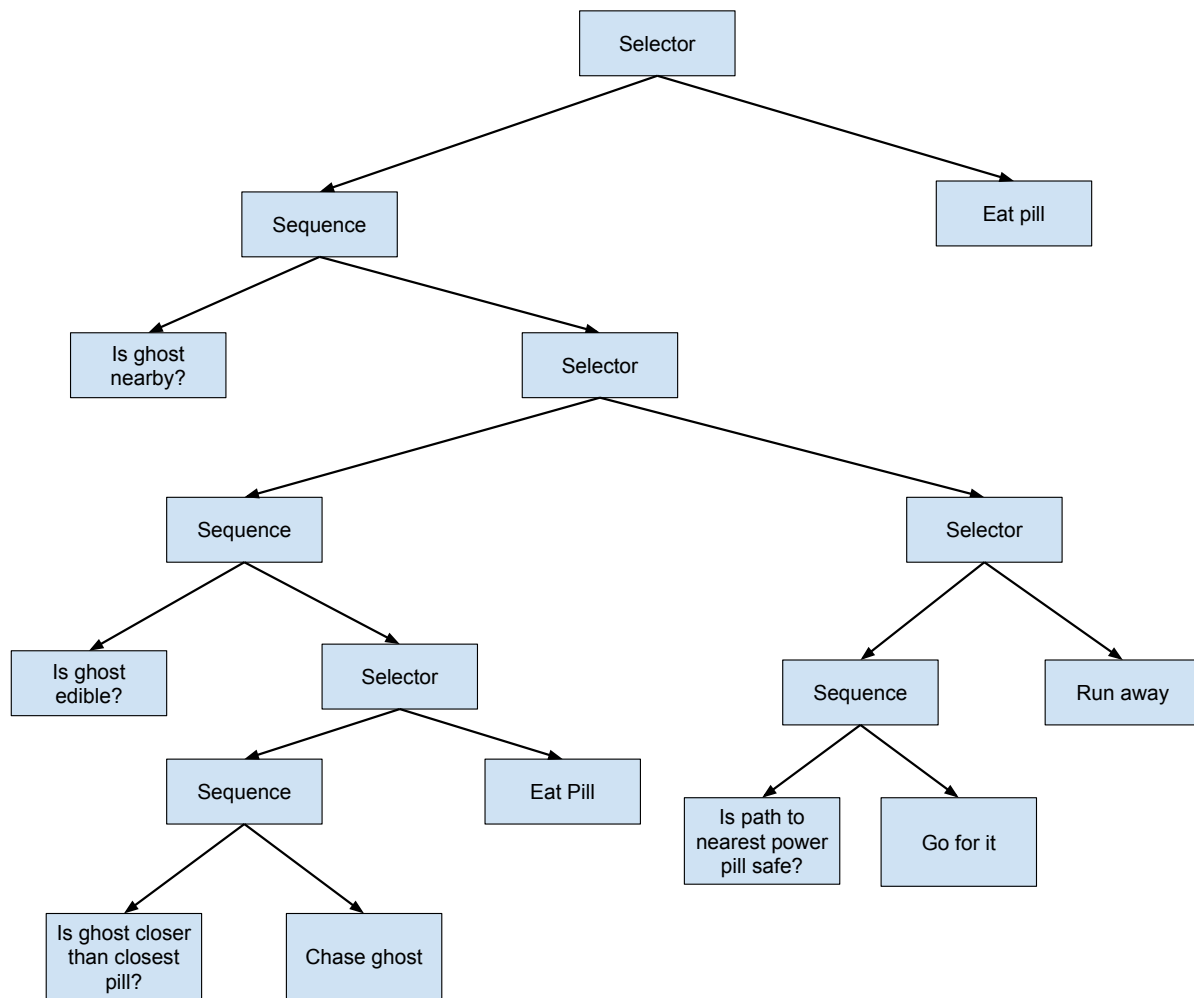 Selector
Sequence
Eat pill
Is ghost
nearby?
Selector
Sequence
Selector
Is ghost
edible?
Selector
Sequence
Run away
Sequence
Eat Pill
Is path to
nearest power
pill safe?
Go for it
Is ghost closer
than closest
pill?
Chase ghost